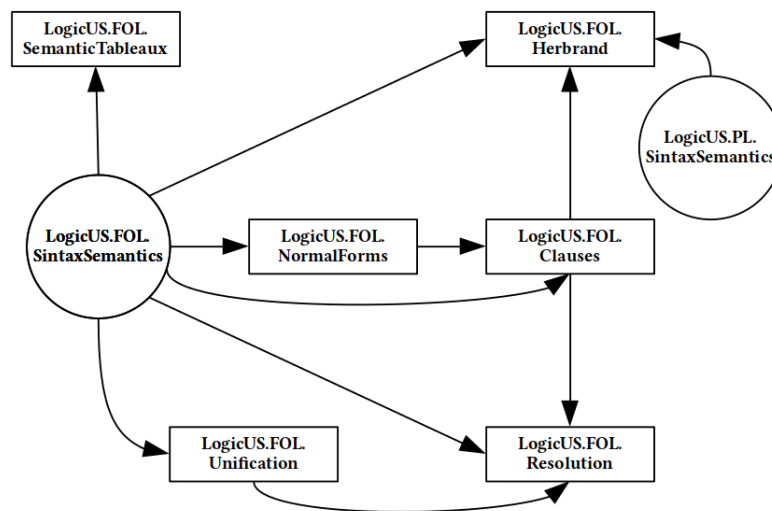 LogicUS.FOL.
SemanticTableaux
LogicUS.FOL.
Herbrand
LogicUS.PL.
SintaxSemantics
LogicUS.FOL.
SintaxSemantics
LogicUS.FOL.
NormalForms
LogicUS.FOL.
Clauses
LogicUS.FOL.
Unification
LogicUS.FOL.
Resolution